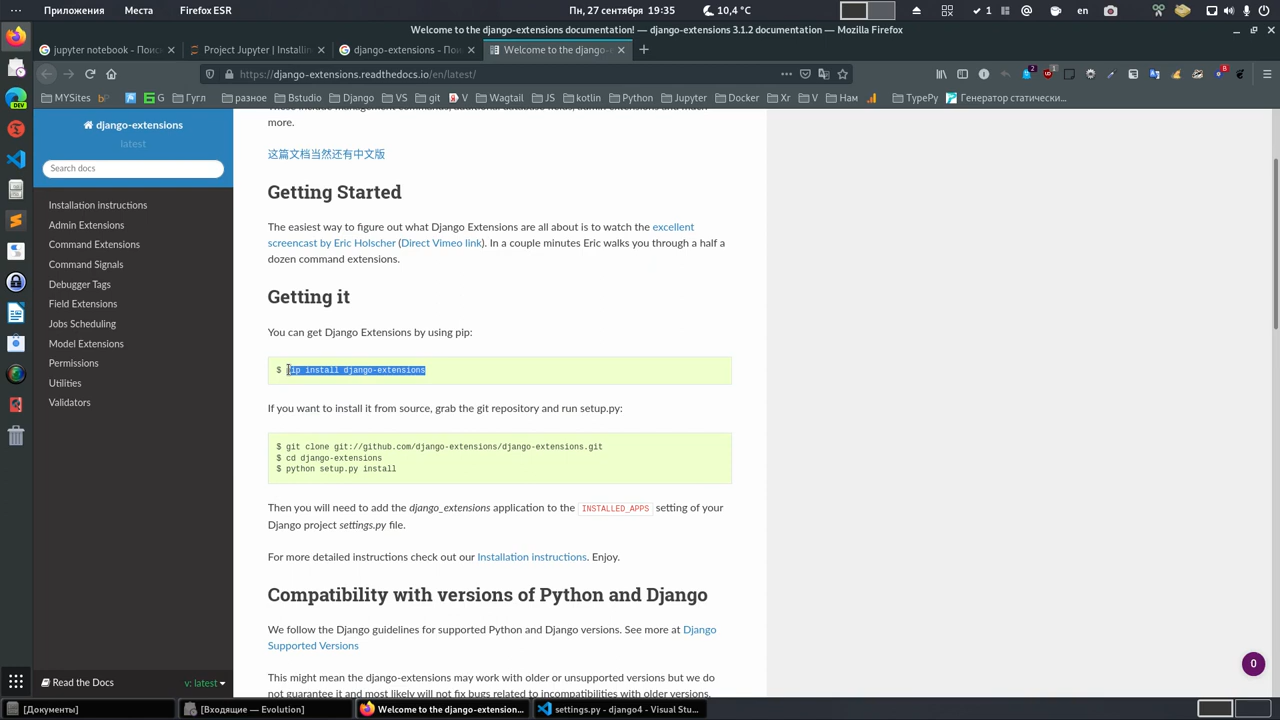 Приложения Места Firefox ESR Пн, 27 сентября 19:35 10,4 °C 1 en
Welcome to the django-extensions documentation! — django-extensions 3.1.2 documentation — Mozilla Firefox
jupyter notebook - Поис Project Jupyter | Installin django-extensions - Пои Welcome to the django-
https://django-extensions.readthedocs.io/en/latest/
MYSites G Гугл разное Bstudio Django VS git V Wagtail JS kotlin Python Jupyter Docker Xr V Нам TypeРу Генератор статически...
django-extensions
latest
Search docs
Installation instructions
Admin Extensions
Command Extensions
Command Signals
Debugger Tags
Field Extensions
Jobs Scheduling
Model Extensions
Permissions
Utilities
Validators
Read the Docs v: latest
more.
这篇文档当然还有中文版
Getting Started
The easiest way to figure out what Django Extensions are all about is to watch the excellent
screencast by Eric Holscher (Direct Vimeo link). In a couple minutes Eric walks you through a half a
dozen command extensions.
Getting it
You can get Django Extensions by using pip:
$ pip install django-extensions
If you want to install it from source, grab the git repository and run setup.py:
$ git clone git://github.com/django-extensions/django-extensions.git
$ cd django-extensions
$ python setup.py install
Then you will need to add the django_extensions application to the INSTALLED_APPS setting of your
Django project settings.py file.
For more detailed instructions check out our Installation instructions. Enjoy.
Compatibility with versions of Python and Django
We follow the Django guidelines for supported Python and Django versions. See more at Django
Supported Versions
This might mean the django-extensions may work with older or unsupported versions but we do
not guarantee it and most likely will not fix bugs related to incompatibilities with older versions.
0
[Документы] [Входящие — Evolution] Welcome to the django-extension... settings.py - django4 - Visual Stu...